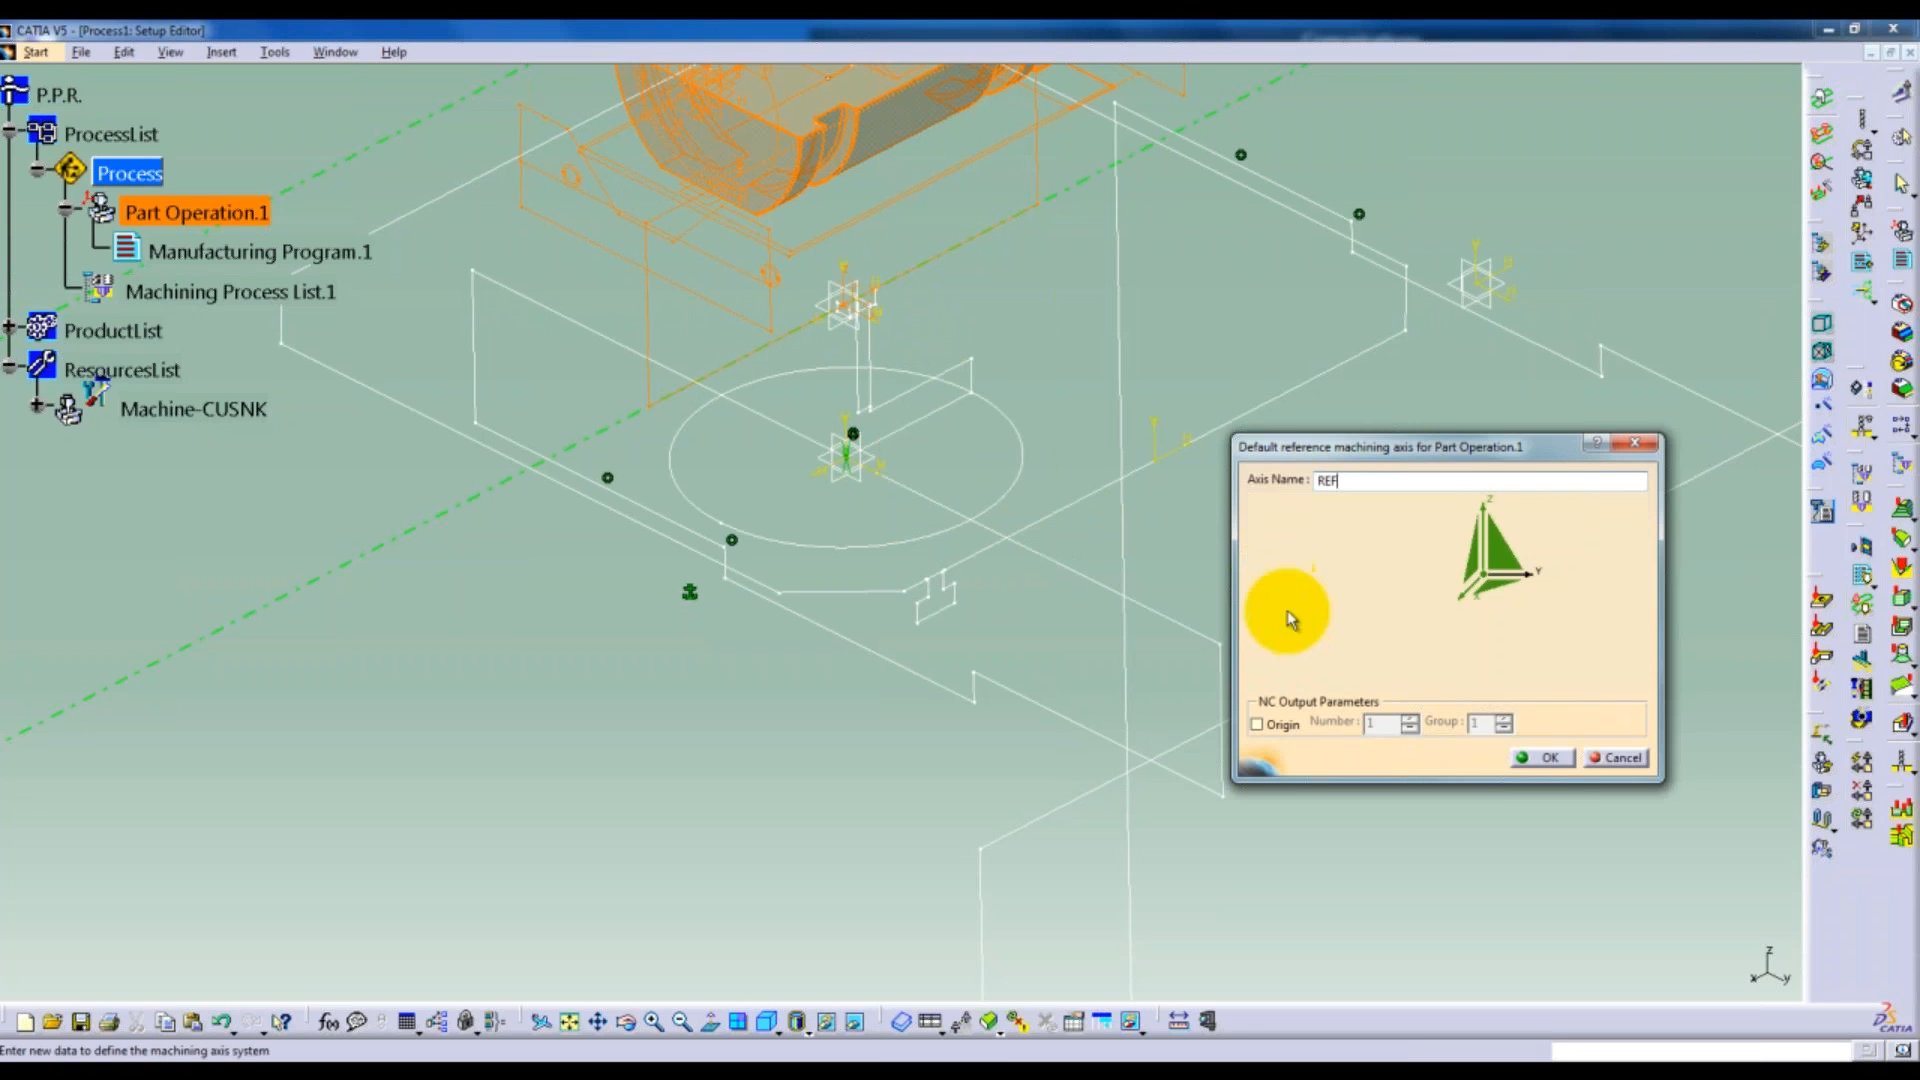 CATIA V5 - [Process1: Setup Editor]
Start File Edit View Insert Tools Window Help
P.P.R.
ProcessList
Process
Part Operation.1
Manufacturing Program.1
Machining Process List.1
ProductList
ResourcesList
Machine-CUSNK
Default reference machining axis for Part Operation.1
Axis Name : REF
Z
Y
X
NC Output Parameters
Origin Number : 1 Group : 1
OK Cancel
z
x y
f(x)
CATIA
Enter new data to define the machining axis system